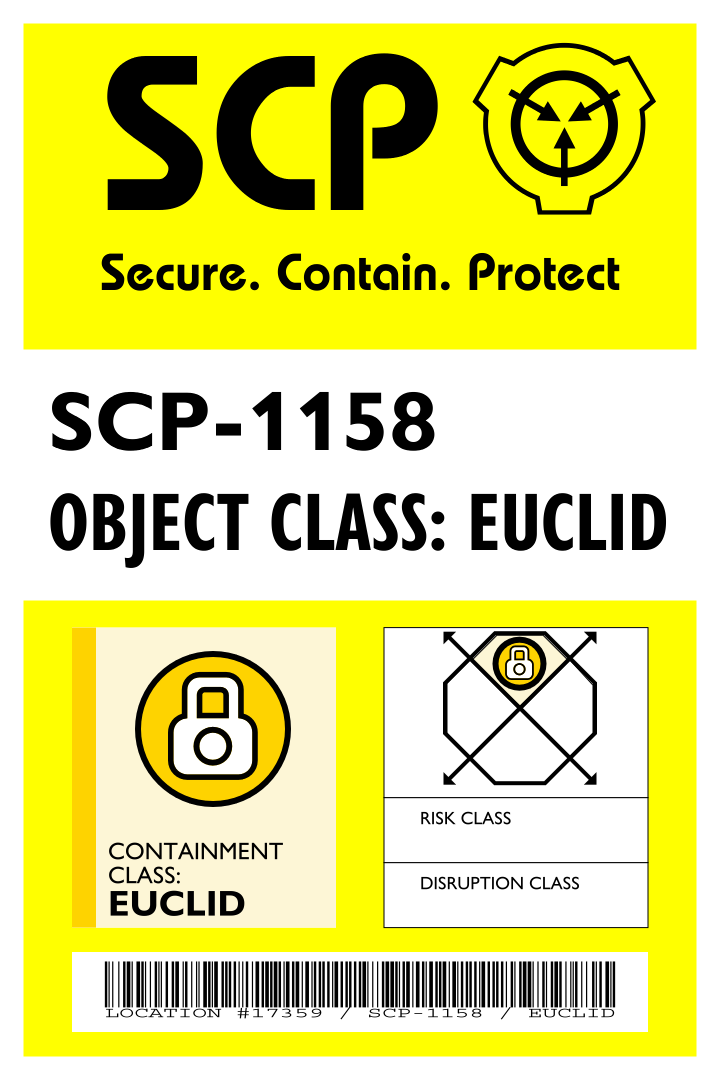 SCP
Secure. Contain. Protect
SCP-1158
OBJECT CLASS: EUCLID
CONTAINMENT
CLASS:
EUCLID
RISK CLASS
DISRUPTION CLASS
LOCATION #17359 / SCP-1158 / EUCLID